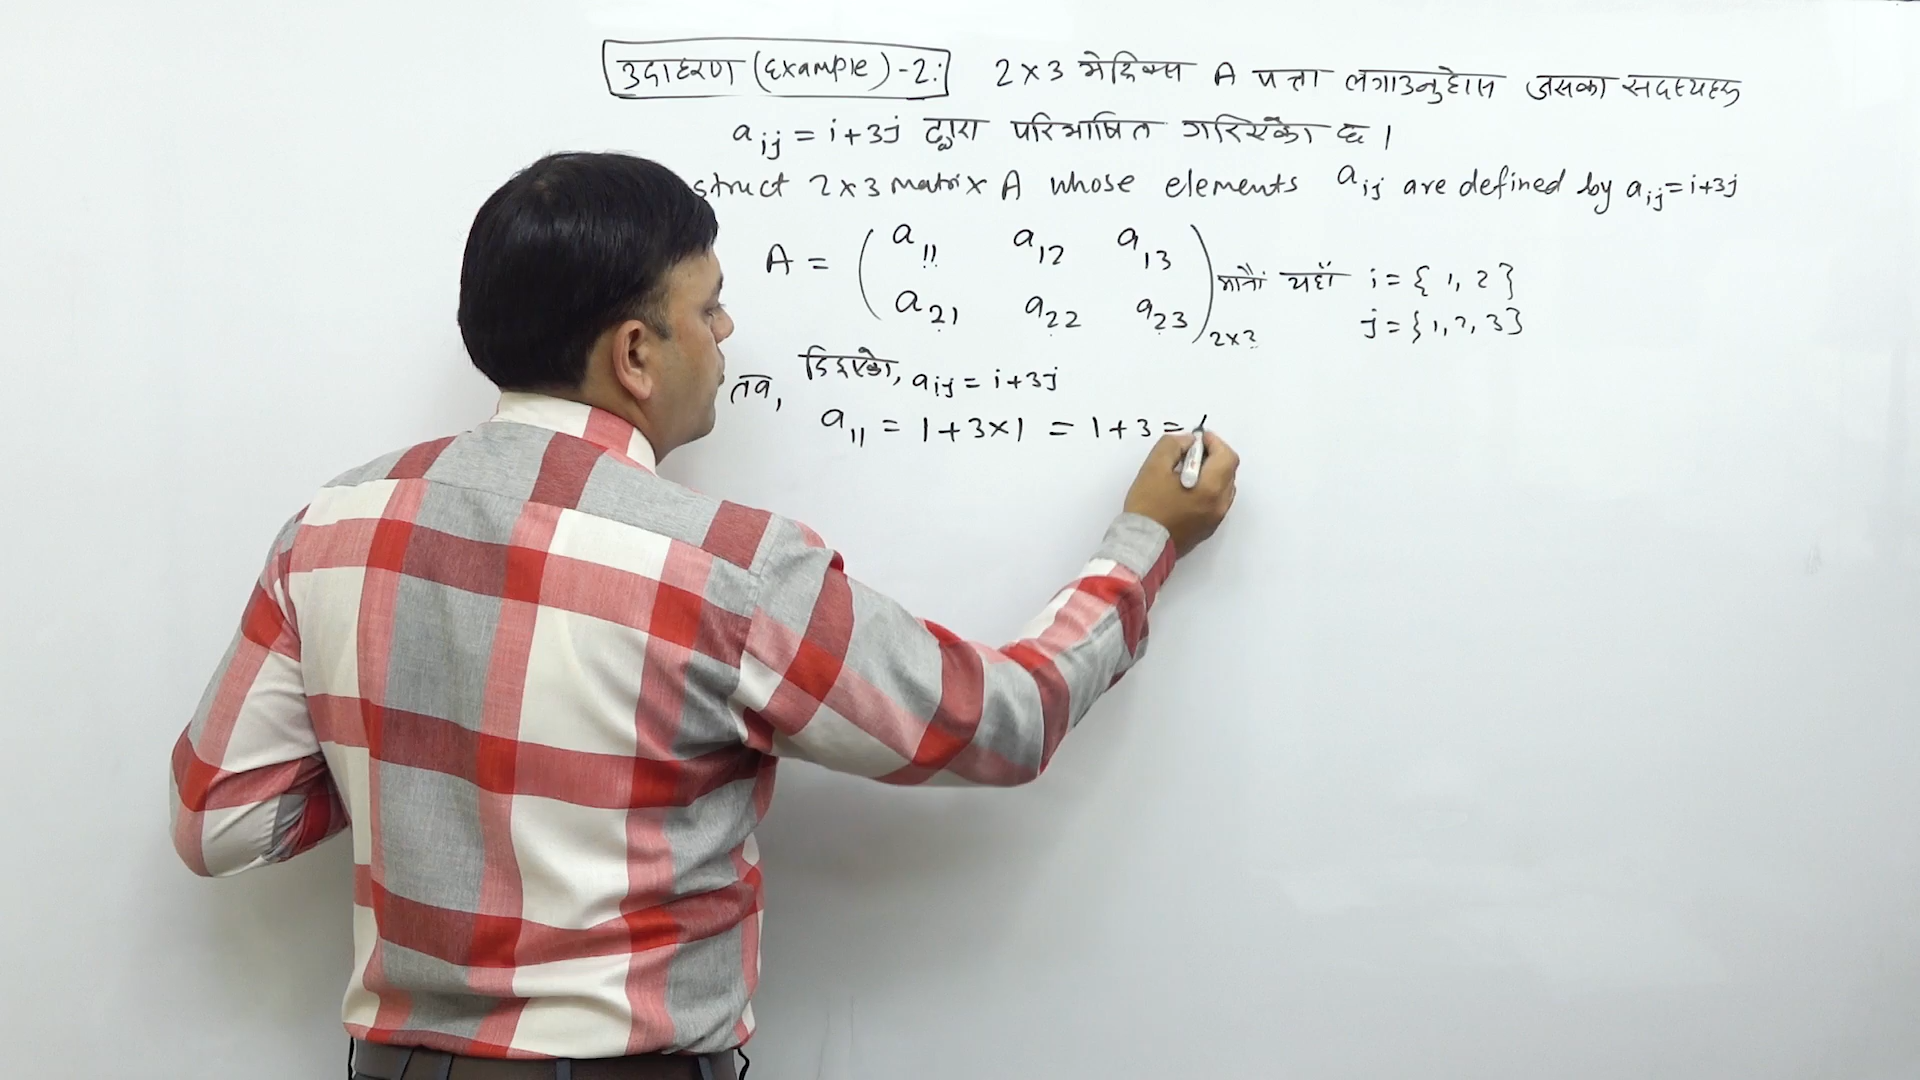 उदाहरण (Example)-2: 2×3 मेट्रिक्स A पत्ता लगाउनुहोस जसका सदस्यहरू
aij = i+3j द्वारा परिभाषित गरिएको छ ।
struct 2×3 matrix A whose elements aij are defined by aij = i+3j
A = ( a11 a12 a13
a21 a22 a23 )2×3 मानौं यहाँ i = { 1, 2 }
j = {1, 2, 3}
तब, दिइएको, aij = i+3j
a11 = 1+3×1 = 1+3 =